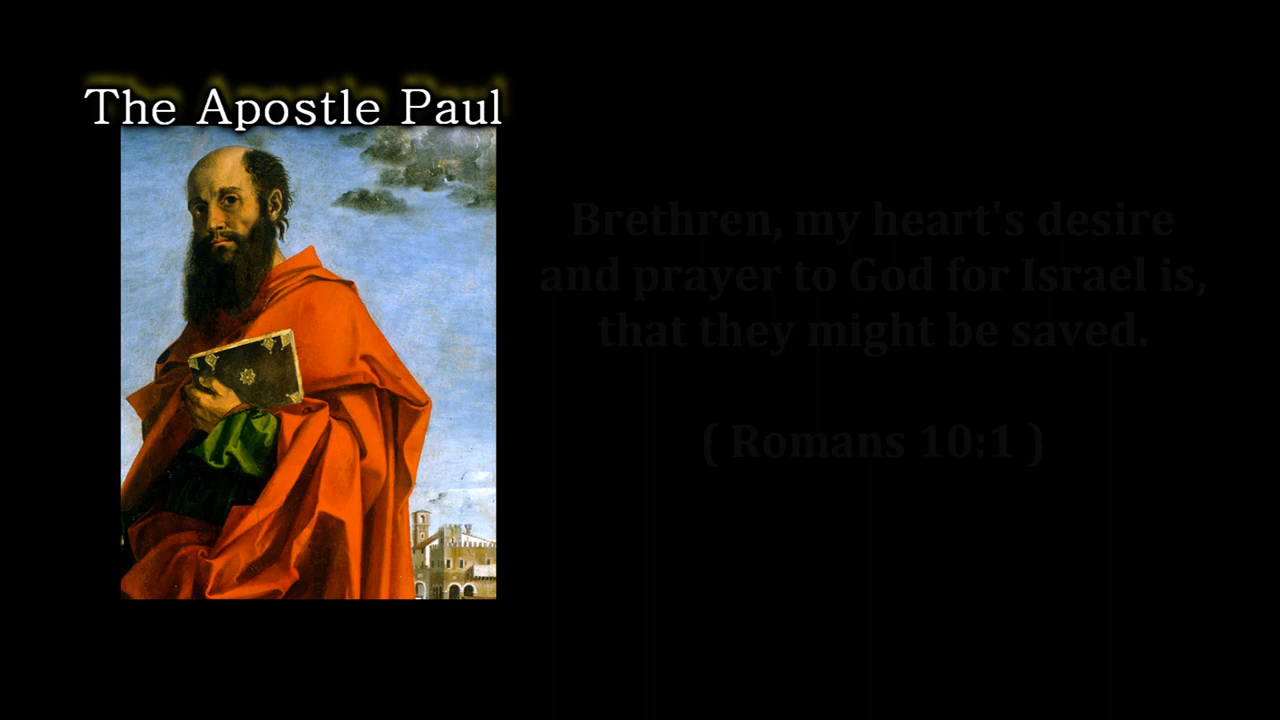 The Apostle Paul
Brethren, my heart's desire
and prayer to God for Israel is,
that they might be saved.
( Romans 10:1 )